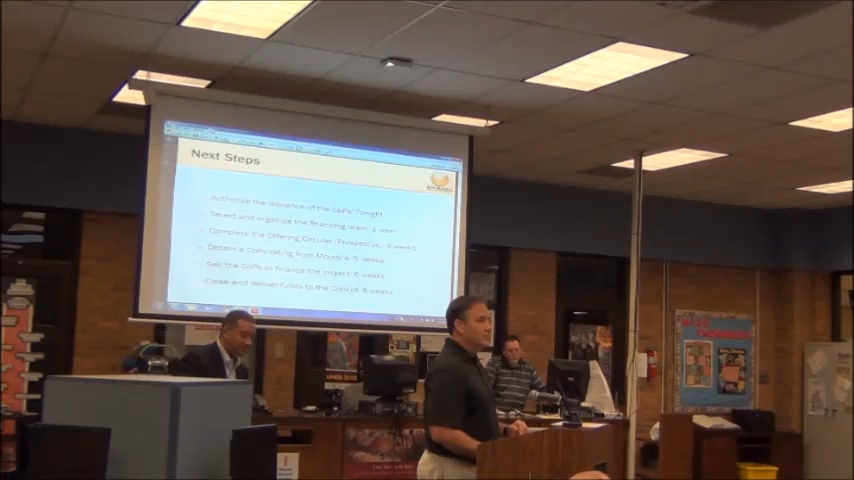 Next Steps
Authorize the issuance of the CoPs: Tonight
Select and organize the financing team: 1 week
Complete the Offering Circular (Prospectus): 4 weeks
Obtain a CoPs rating from Moody's: 5 weeks
Sell the CoPs to finance the project: 6 weeks
Close and deliver funds to the District: 8 weeks